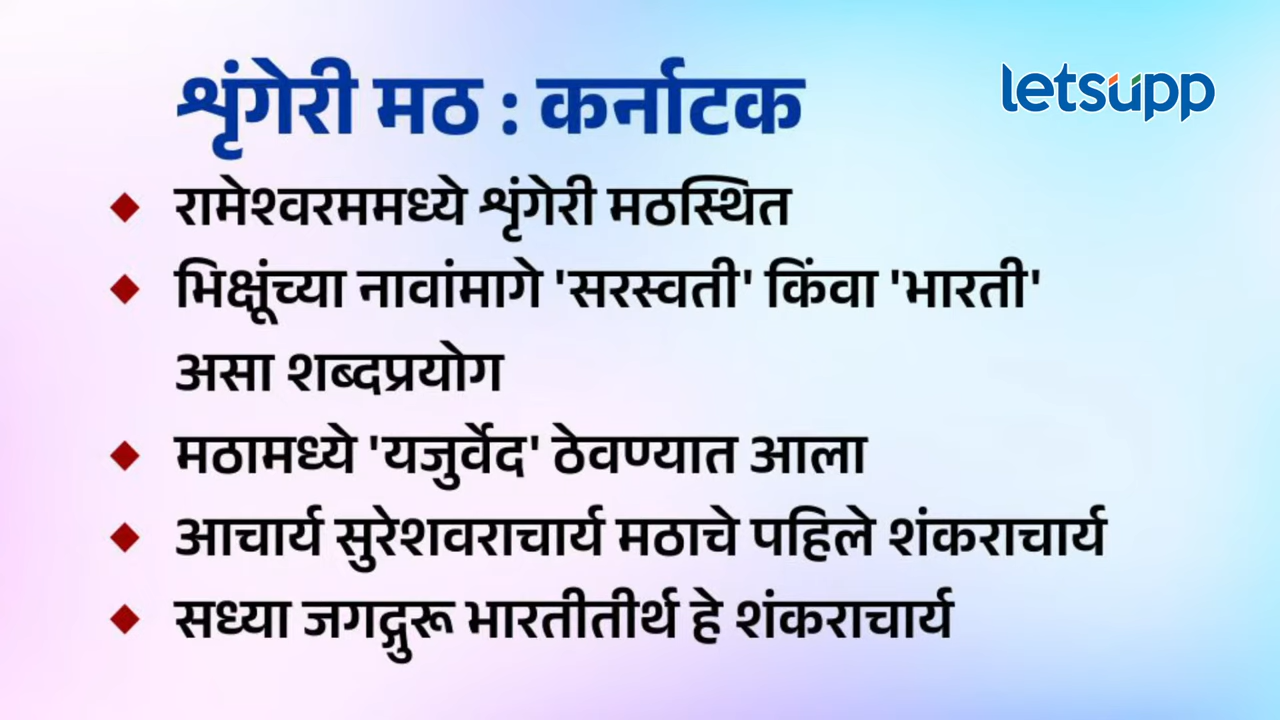 letsupp
शृंगेरी मठ : कर्नाटक
रामेश्वरममध्ये शृंगेरी मठस्थित
भिक्षूंच्या नावांमागे 'सरस्वती' किंवा 'भारती'
असा शब्दप्रयोग
मठामध्ये 'यजुर्वेद' ठेवण्यात आला
आचार्य सुरेशवराचार्य मठाचे पहिले शंकराचार्य
सध्या जगद्गुरू भारतीतीर्थ हे शंकराचार्य